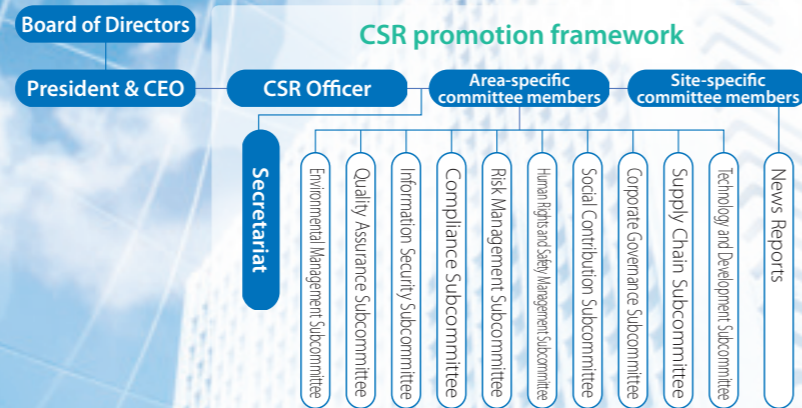 Board of Directors
CSR promotion framework
President & CEO
CSR Officer
Area-specific
committee members
Site-specific
committee members
Secretariat
Environmental Management Subcommittee
Quality Assurance Subcommittee
Information Security Subcommittee
Compliance Subcommittee
Risk Management Subcommittee
Human Rights and Safety Management Subcommittee
Social Contribution Subcommittee
Corporate Governance Subcommittee
Supply Chain Subcommittee
Technology and Development Subcommittee
News Reports